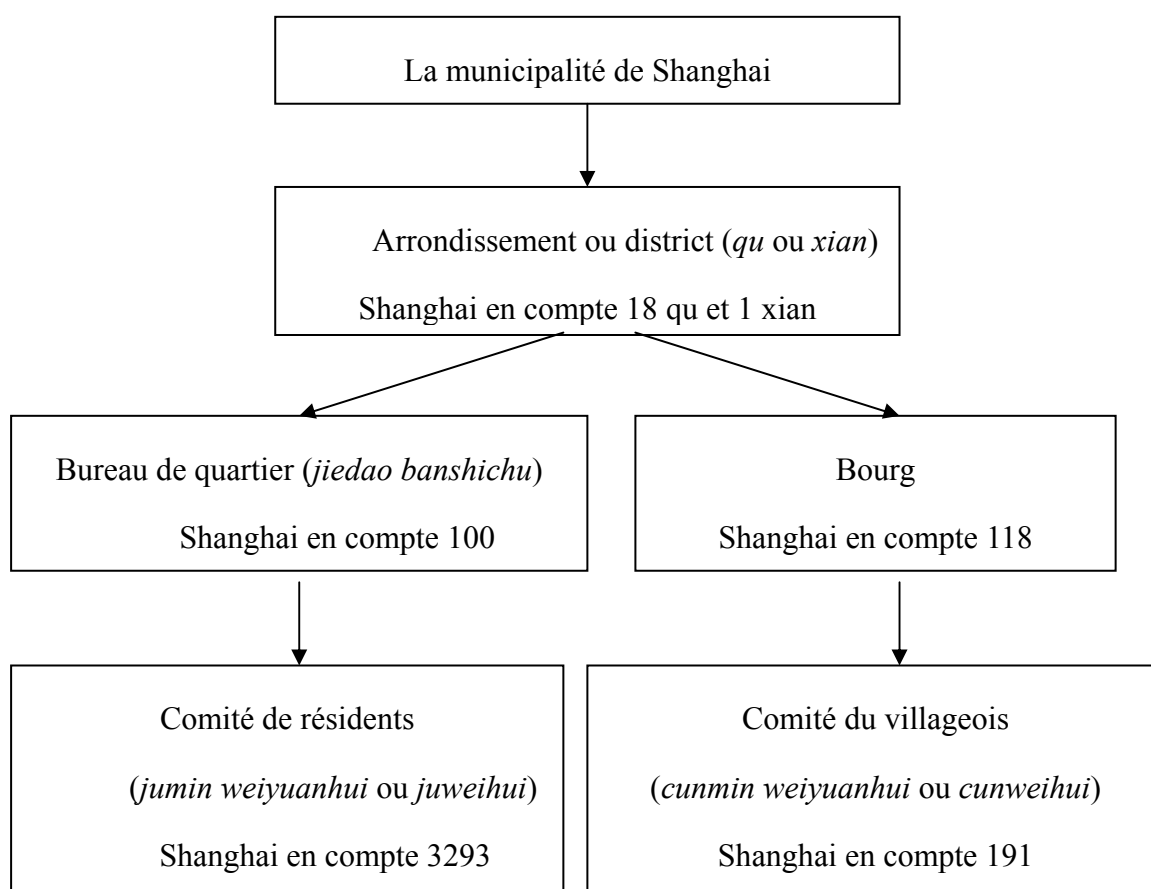 La municipalité de Shanghai
Arrondissement ou district (qu ou xian)
Shanghai en compte 18 qu et 1 xian
Bureau de quartier (jiedao banshichu)
Shanghai en compte 100
Bourg
Shanghai en compte 118
Comité de résidents
(jumin weiyuanhui ou juweihui)
Shanghai en compte 3293
Comité du villageois
(cunmin weiyuanhui ou cunweihui)
Shanghai en compte 191